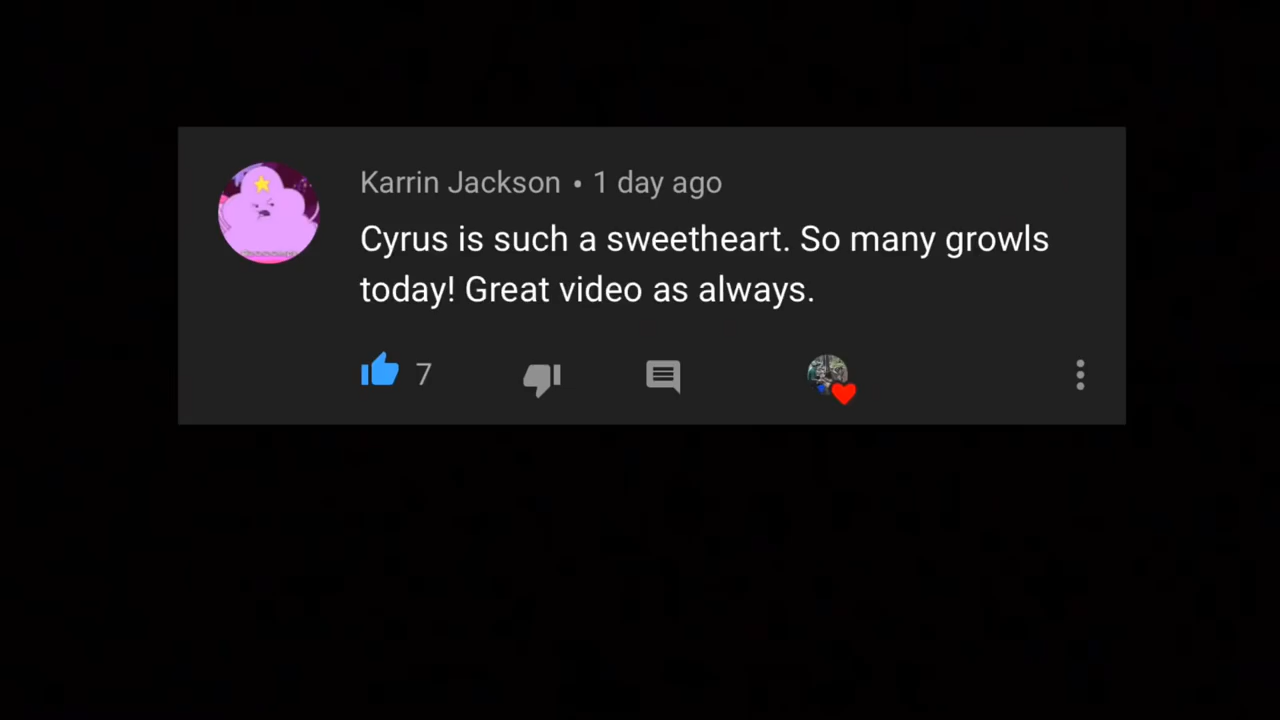 Karrin Jackson • 1 day ago
Cyrus is such a sweetheart. So many growls
today! Great video as always.
7